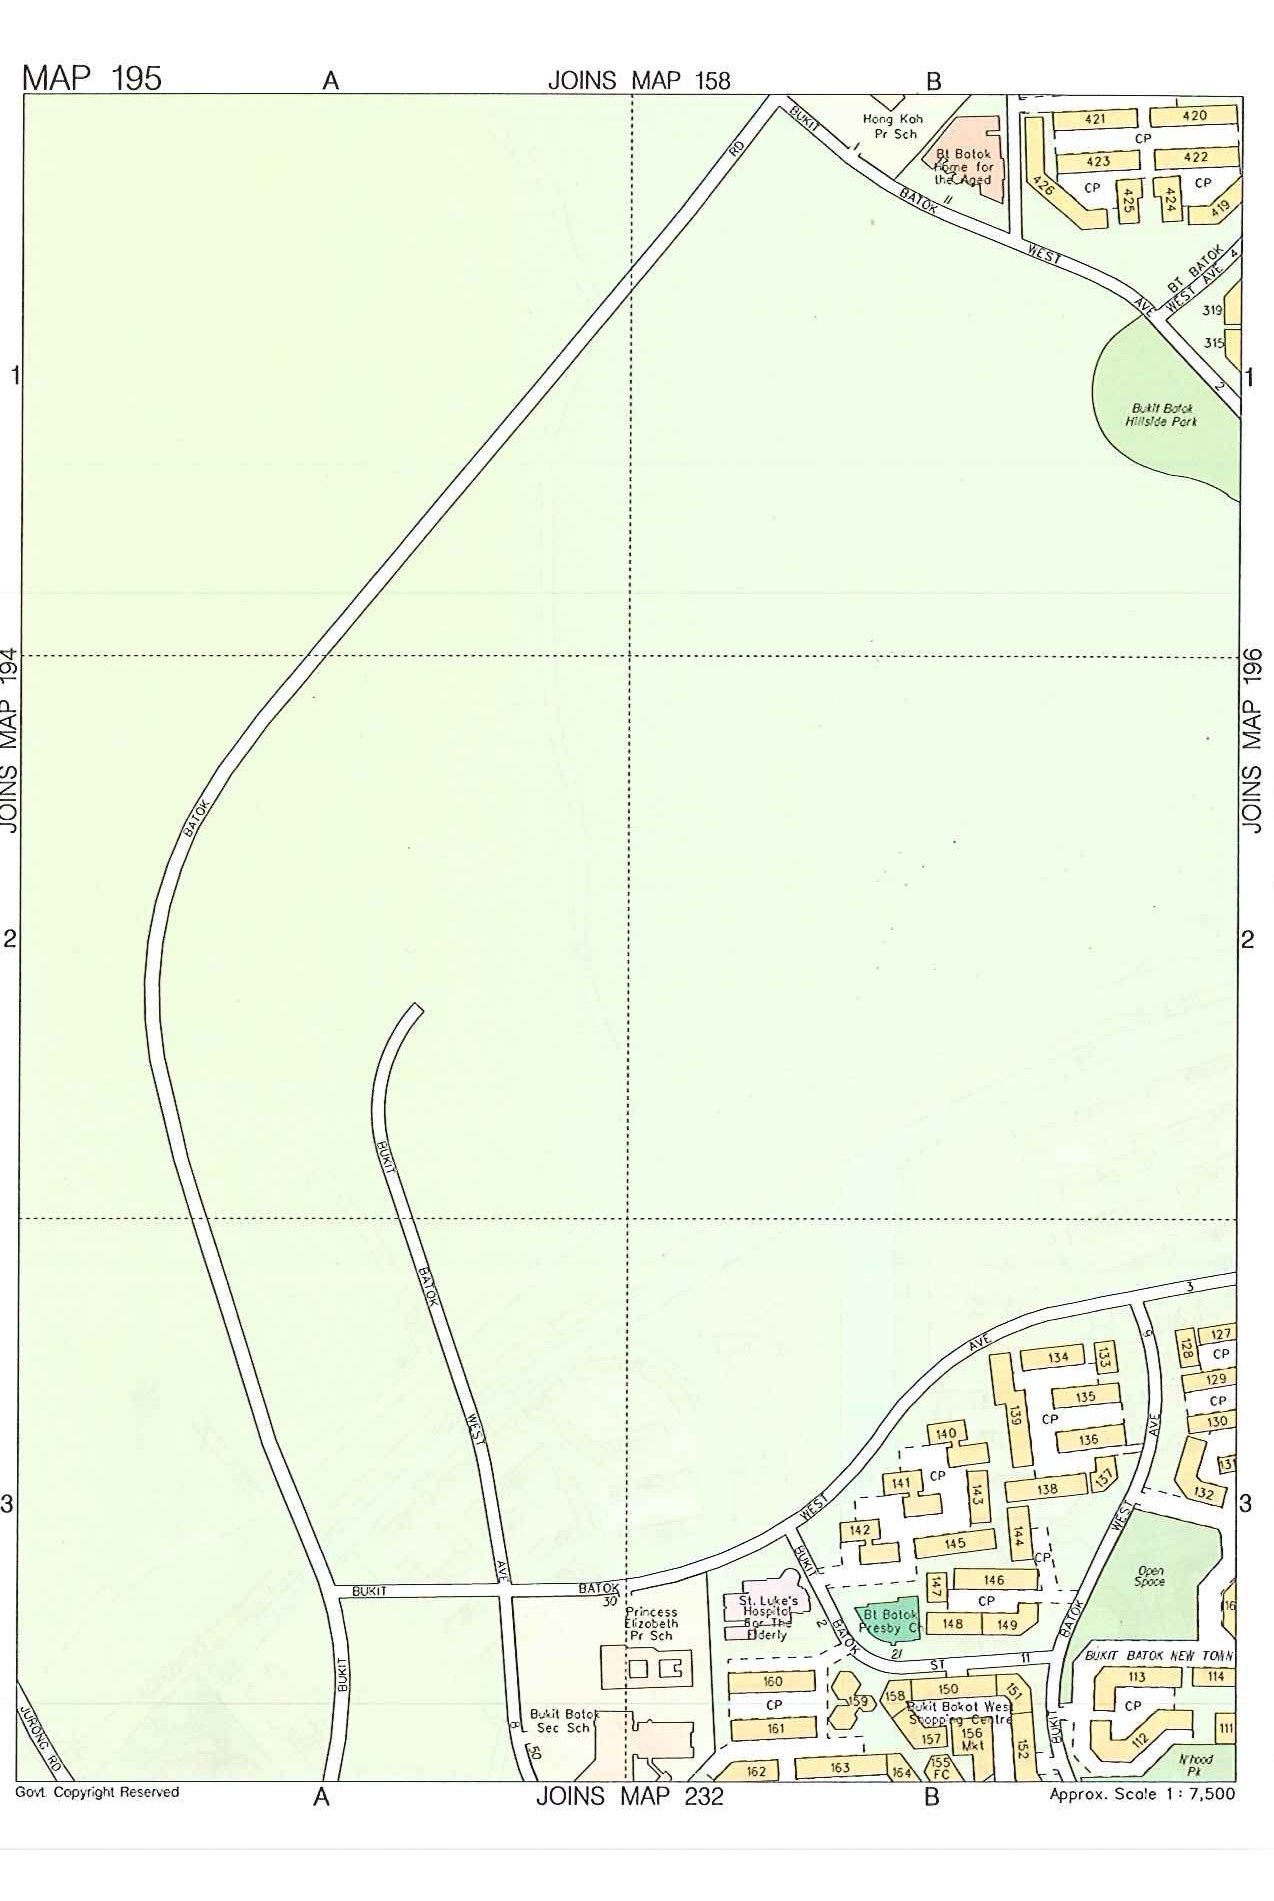 MAP 195
A
JOINS MAP 158
B
BUKIT
Hong Kah
Pr Sch
RD
Bt Batok
Home for
the Aged
1
11
BATOK
WEST
AVE
2
421
420
CP
423
422
CP
CP
426
425
424
419
BT BATOK
WEST AVE 4
319
315
1
1
Bukit Batok
Hillside Park
JOINS MAP 194
JOINS MAP 196
BATOK
2
2
BUKIT
BATOK
WEST
AVE
8
3
AVE
WEST
BATOK
BUKIT
30
9
AVE
WEST
BATOK
BUKIT
128
127
CP
129
CP
130
131
132
134
133
135
139
CP
136
140
141
CP
143
138
137
142
145
144
CP
146
147
CP
148
149
3
3
Open
Space
BUKIT
2
BATOK
21
ST
11
St. Luke's
Hospital
For The
Elderly
Bt Batok
Presby Ch
Princess
Elizabeth
Pr Sch
Bukit Batok
Sec Sch
50
BUKIT
JURONG RD
160
CP
161
162
163
164
159
158
150
151
Bukit Bakot West
Shopping Centre
157
156
Mkt
155
FC
152
16
BUKIT BATOK NEW TOWN
113
114
CP
112
111
N'hood
Pk
Govt. Copyright Reserved
A
JOINS MAP 232
B
Approx. Scale 1 : 7,500